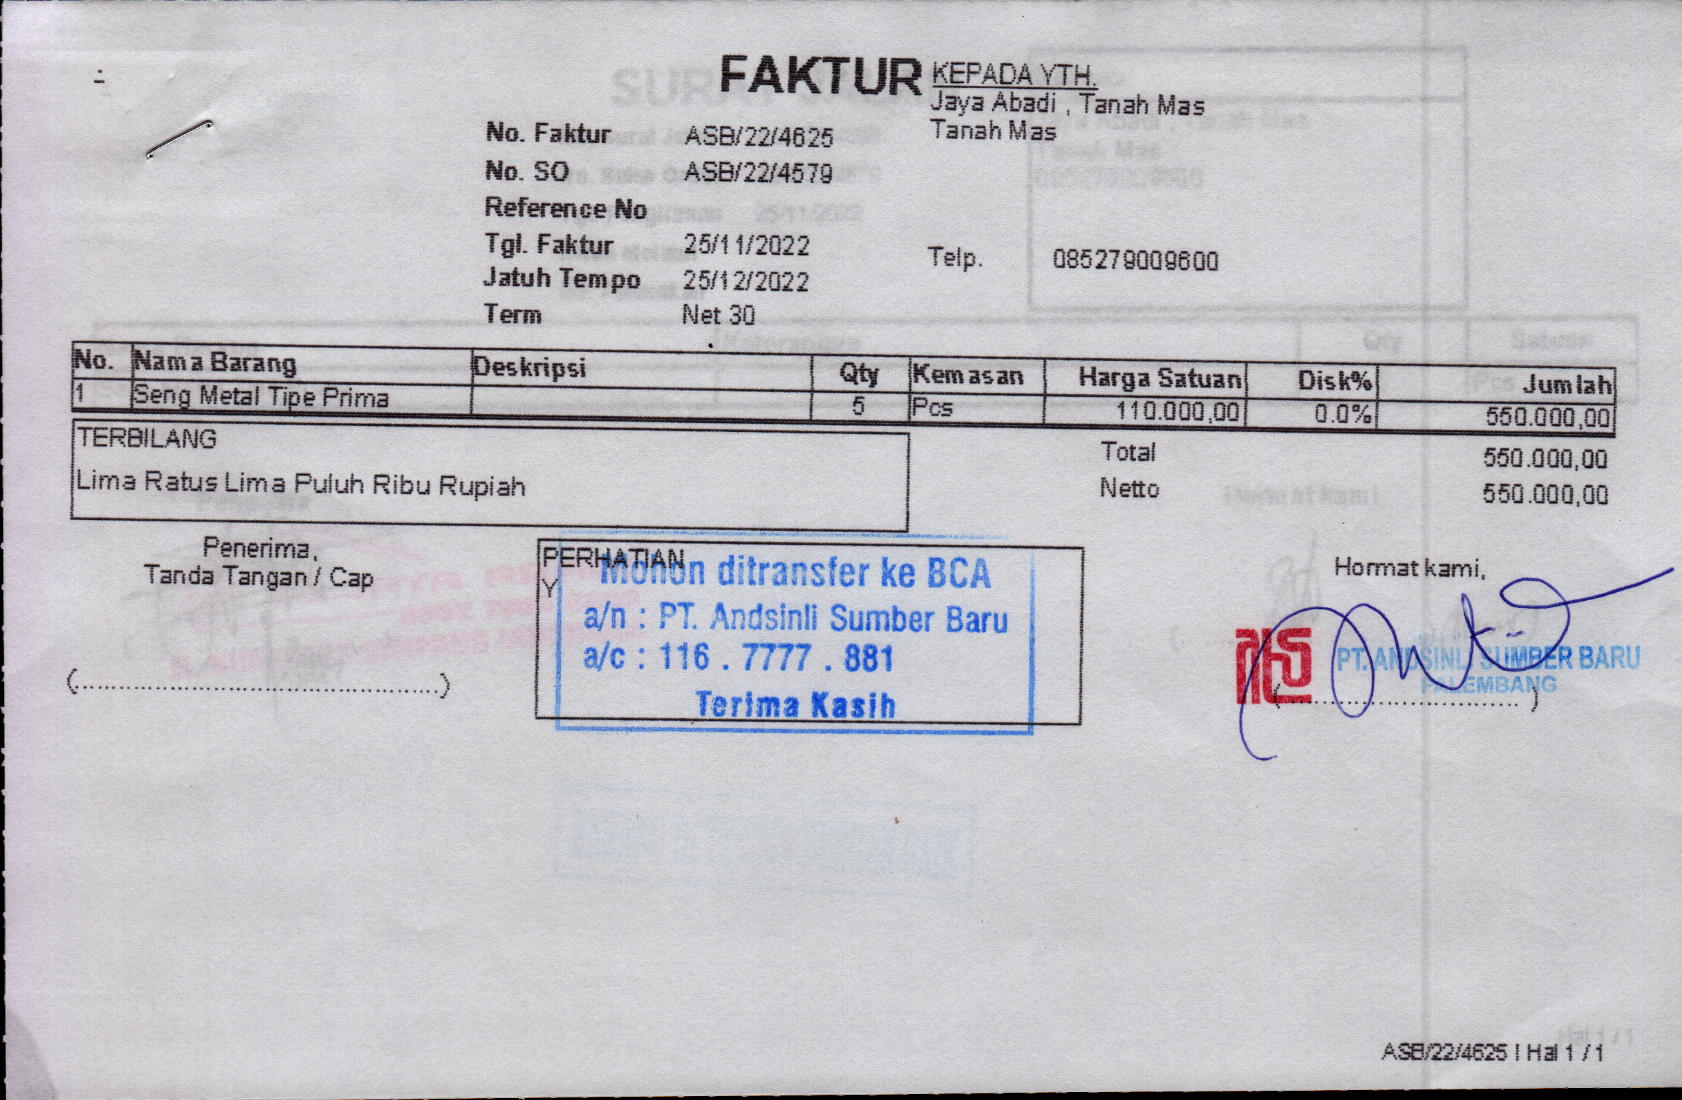 FAKTUR
KEPADA YTH.
Jaya Abadi , Tanah Mas
Tanah Mas
No. Faktur ASB/22/4625
No. SO ASB/22/4579
Reference No
Tgl. Faktur 25/11/2022
Telp. 085279009600
Jatuh Tempo 25/12/2022
Term Net 30
No. Nama Barang Deskripsi Qty Kemasan Harga Satuan Disk% Jumlah
1 Seng Metal Tipe Prima 5 Pcs 110.000,00 0.0% 550.000,00
TERBILANG
Lima Ratus Lima Puluh Ribu Rupiah
Total 550.000,00
Netto 550.000,00
Penerima,
Tanda Tangan / Cap
(..........................................)
PERHATIAN
Y
Mohon ditransfer ke BCA
a/n : PT. Andsinli Sumber Baru
a/c : 116 . 7777 . 881
Terima Kasih
Hormat kami,
PT. ANDSINLI SUMBER BARU
PALEMBANG
(..............................)
ASB/22/4625 | Hal 1 / 1